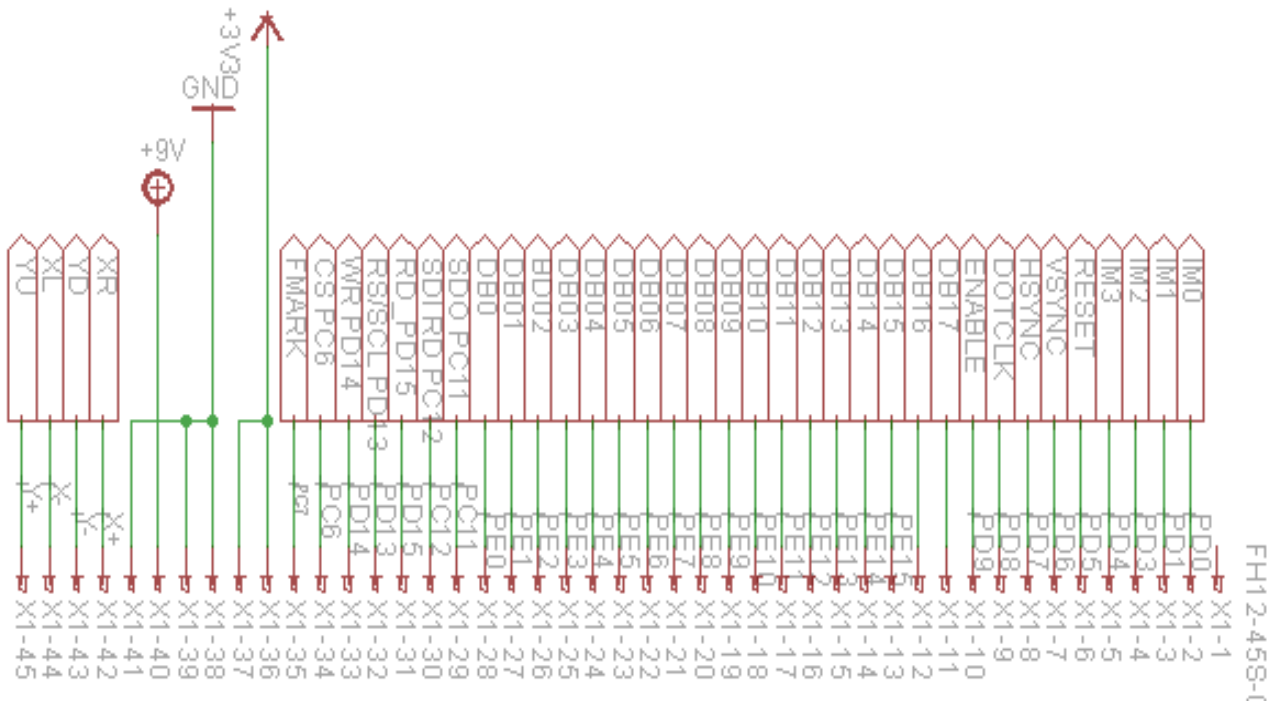 +3V3
GND
+9V
YU
XL
YD
XR
FMARK
CS PC6
WR PD14
RS/SCL PD13
RD_PD15
SDI RD PC12
SDO PC11
DB0
DB01
BD02
DB03
DB04
DB05
DB06
DB07
DB08
DB09
DB10
DB11
DB12
DB13
DB14
DB15
DB16
DB17
ENABLE
DOTCLK
HSYNC
VSYNC
RESET
IM3
IM2
IM1
IM0
Y+
X-
Y-
X+
PC7
PC6
PD14
PD13
PD15
PC12
PC11
PE0
PE1
PE2
PE3
PE4
PE5
PE6
PE7
PE8
PE9
PE10
PE11
PE12
PE13
PE14
PE15
PD9
PD8
PD7
PD6
PD5
PD4
PD3
PD1
PD0
X1-45
X1-44
X1-43
X1-42
X1-41
X1-40
X1-39
X1-38
X1-37
X1-36
X1-35
X1-34
X1-33
X1-32
X1-31
X1-30
X1-29
X1-28
X1-27
X1-26
X1-25
X1-24
X1-23
X1-22
X1-21
X1-20
X1-19
X1-18
X1-17
X1-16
X1-15
X1-14
X1-13
X1-12
X1-11
X1-10
X1-9
X1-8
X1-7
X1-6
X1-5
X1-4
X1-3
X1-2
X1-1
FH12-45S-0